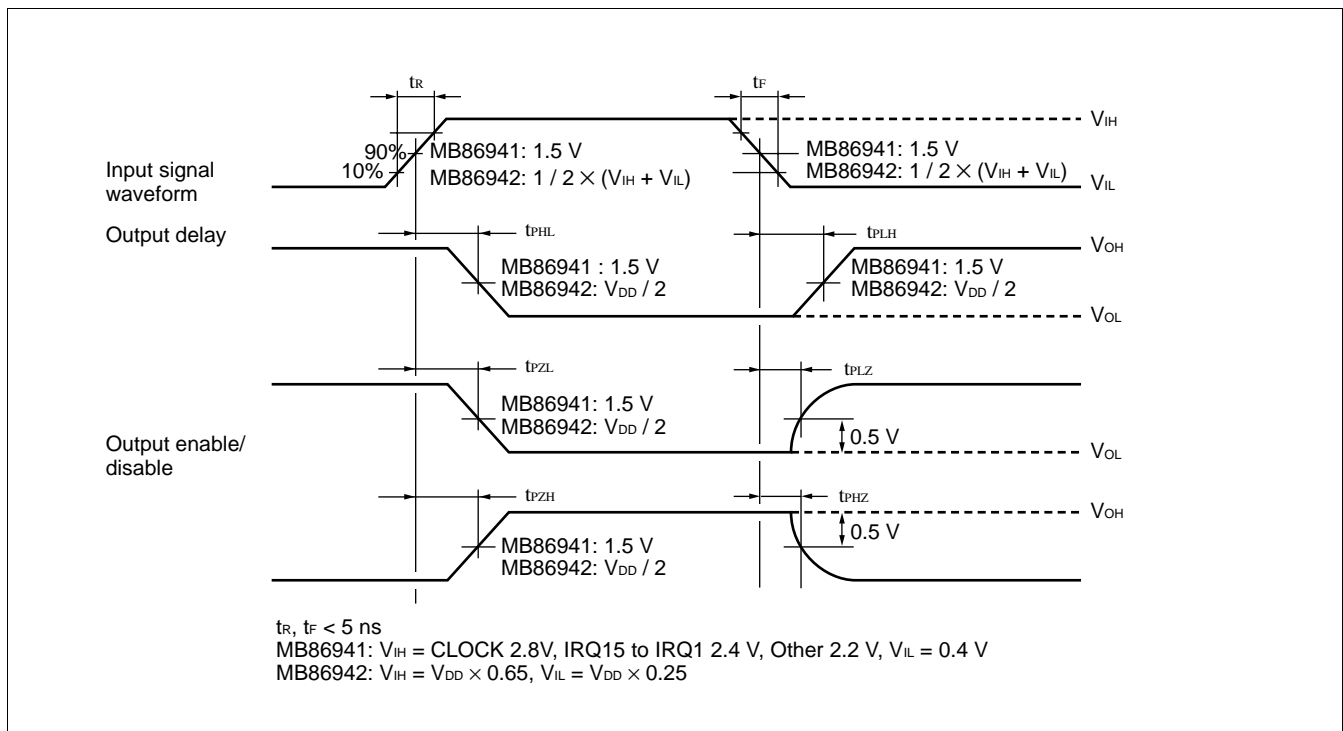 tR
tF
VIH
90%
MB86941: 1.5 V
MB86941: 1.5 V
Input signal
waveform
10%
MB86942: 1 / 2 × (VIH + VIL)
MB86942: 1 / 2 × (VIH + VIL)
VIL
Output delay
tPHL
tPLH
VOH
MB86941 : 1.5 V
MB86942: VDD / 2
MB86941: 1.5 V
MB86942: VDD / 2
VOL
tPZL
tPLZ
MB86941: 1.5 V
MB86942: VDD / 2
0.5 V
Output enable/
disable
VOL
tPZH
tPHZ
VOH
0.5 V
MB86941: 1.5 V
MB86942: VDD / 2
tR, tF < 5 ns
MB86941: VIH = CLOCK 2.8V, IRQ15 to IRQ1 2.4 V, Other 2.2 V, VIL = 0.4 V
MB86942: VIH = VDD × 0.65, VIL = VDD × 0.25